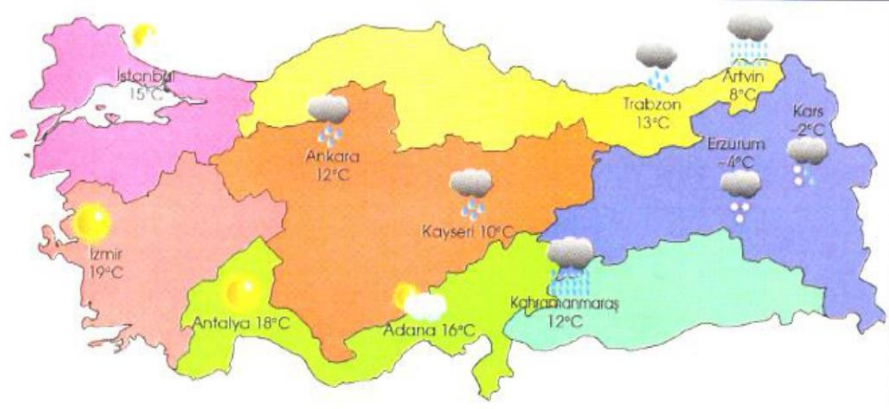 İstanbul
15°C
Artvin
8°C
Trabzon
13°C
Kars
-2°C
Erzurum
-4°C
Ankara
12°C
Kayseri 10°C
İzmir
19°C
Antalya 18°C
Adana 16°C
Kahramanmaraş
12°C